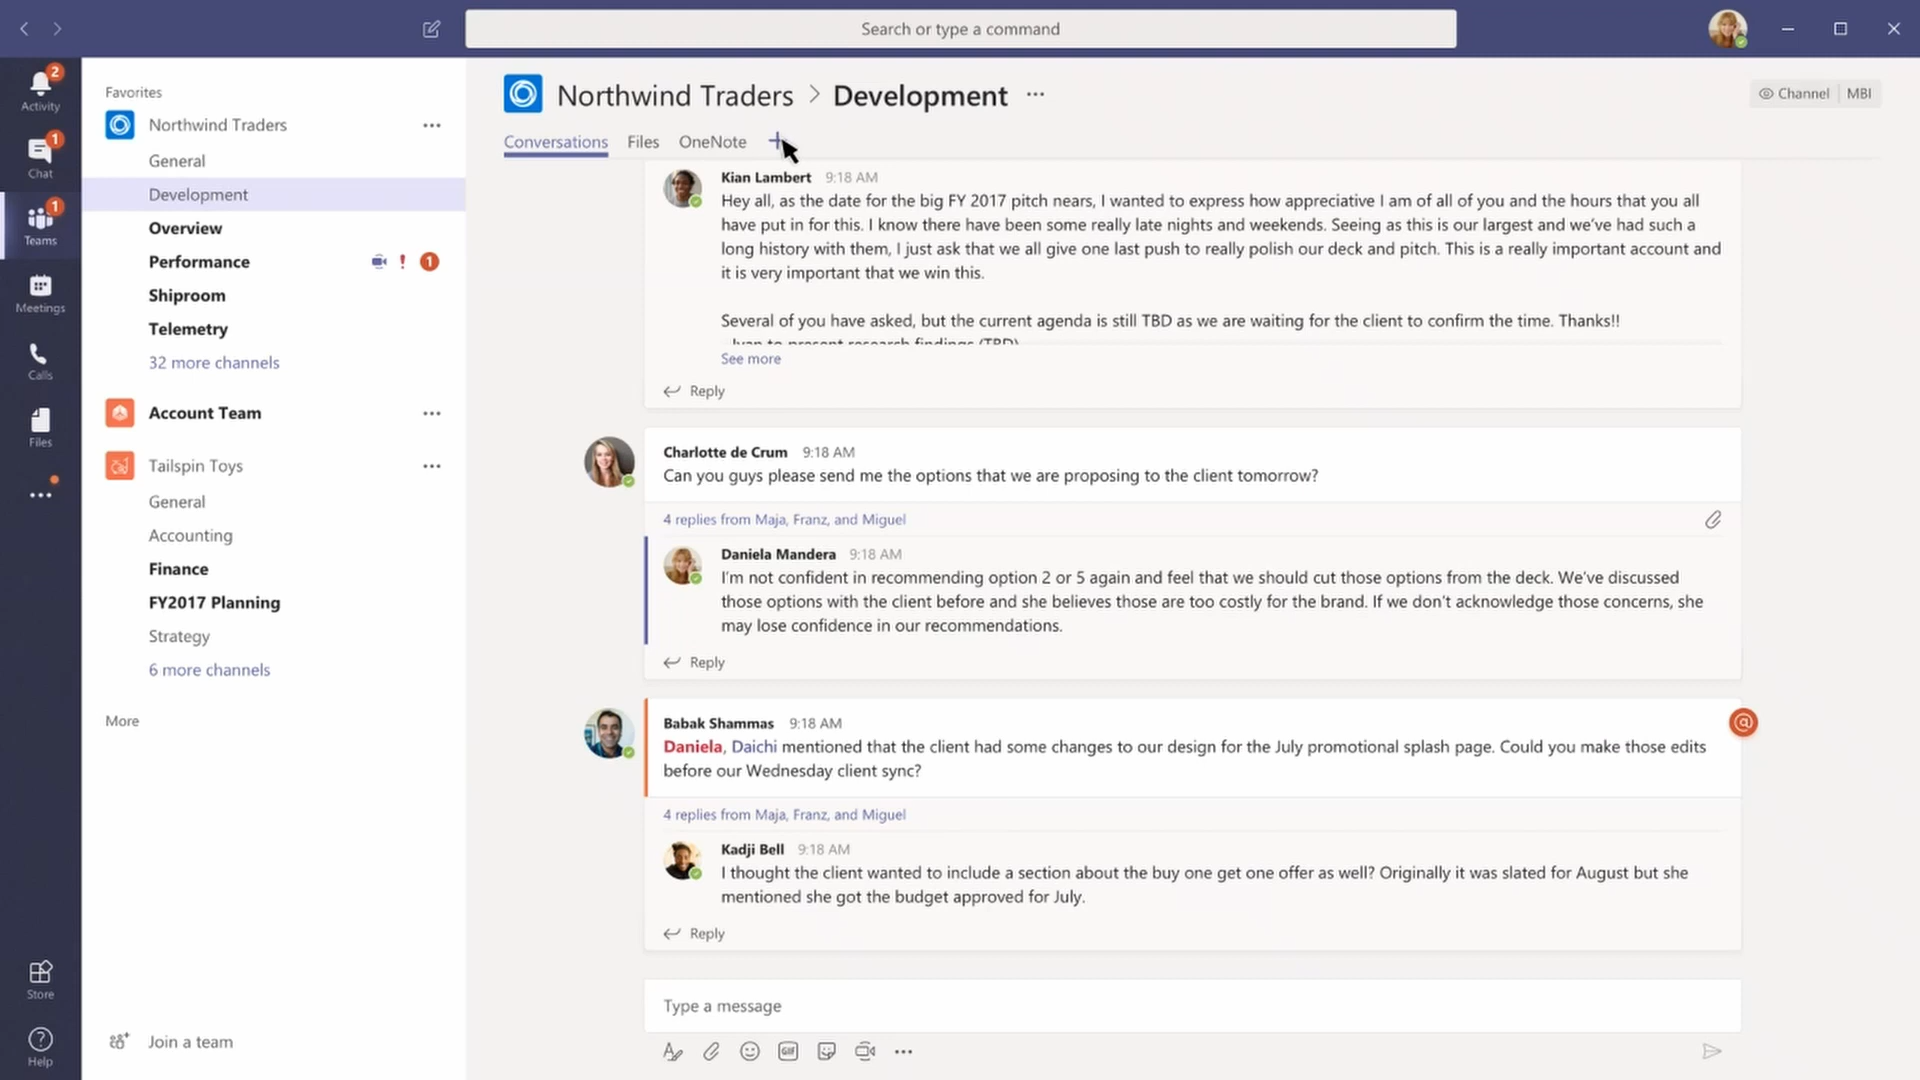 Search or type a command
2
Activity
1
Chat
1
Teams
Meetings
Calls
Files
Store
Help
Favorites
Northwind Traders
General
Development
Overview
Performance ! 1
Shiproom
Telemetry
32 more channels
Account Team
Tailspin Toys
General
Accounting
Finance
FY2017 Planning
Strategy
6 more channels
More
Join a team
Northwind Traders > Development ...
Channel | MBI
Conversations Files OneNote +
Kian Lambert 9:18 AM
Hey all, as the date for the big FY 2017 pitch nears, I wanted to express how appreciative I am of all of you and the hours that you all
have put in for this. I know there have been some really late nights and weekends. Seeing as this is our largest and we've had such a
long history with them, I just ask that we all give one last push to really polish our deck and pitch. This is a really important account and
it is very important that we win this.
Several of you have asked, but the current agenda is still TBD as we are waiting for the client to confirm the time. Thanks!!
to present research findings (TBD)
See more
Reply
Charlotte de Crum 9:18 AM
Can you guys please send me the options that we are proposing to the client tomorrow?
4 replies from Maja, Franz, and Miguel
Daniela Mandera 9:18 AM
I'm not confident in recommending option 2 or 5 again and feel that we should cut those options from the deck. We've discussed
those options with the client before and she believes those are too costly for the brand. If we don't acknowledge those concerns, she
may lose confidence in our recommendations.
Reply
Babak Shammas 9:18 AM
@
Daniela, Daichi mentioned that the client had some changes to our design for the July promotional splash page. Could you make those edits
before our Wednesday client sync?
4 replies from Maja, Franz, and Miguel
Kadji Bell 9:18 AM
I thought the client wanted to include a section about the buy one get one offer as well? Originally it was slated for August but she
mentioned she got the budget approved for July.
Reply
Type a message
GIF